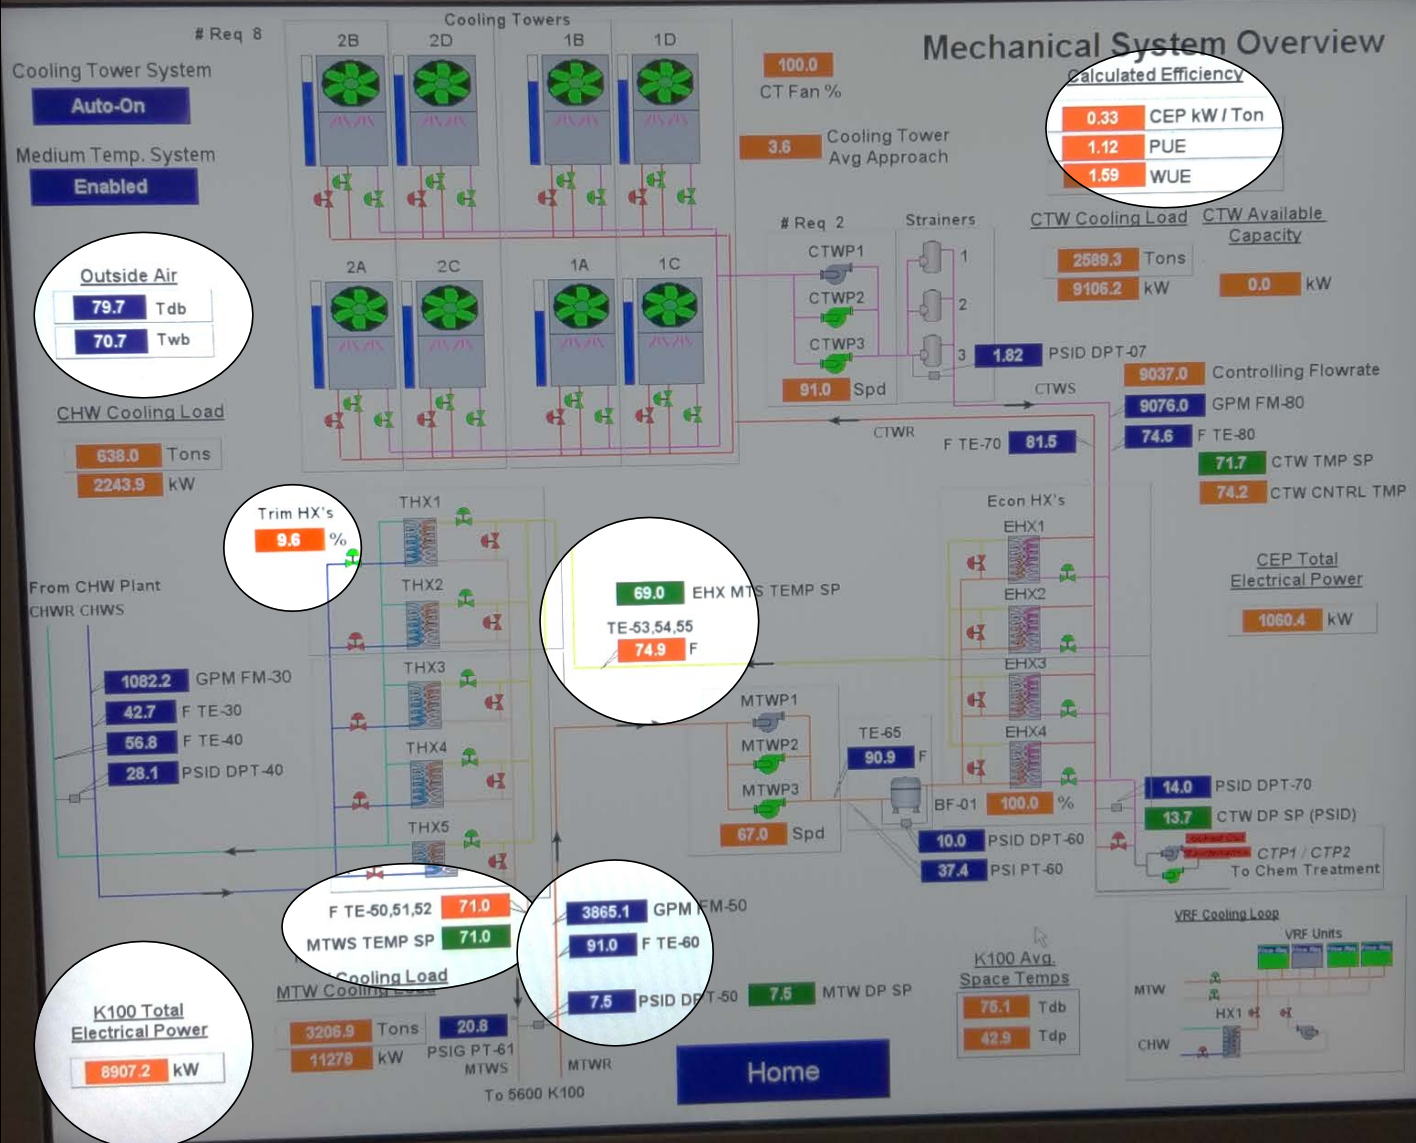 Mechanical System Overview
# Req 8
Cooling Towers
2B
2D
1B
1D
Cooling Tower System
Auto-On
Medium Temp. System
Enabled
100.0
CT Fan %
3.6 Cooling Tower
Avg Approach
Calculated Efficiency
0.33 CEP kW / Ton
1.12 PUE
1.59 WUE
Outside Air
79.7 Tdb
70.7 Twb
2A
2C
1A
1C
# Req 2
Strainers
CTWP1
CTWP2
CTWP3
91.0 Spd
1
2
3
1.82 PSID DPT-07
CTW Cooling Load
2589.3 Tons
9106.2 kW
CTW Available
Capacity
0.0 kW
CTWS
CTWR
9037.0 Controlling Flowrate
9076.0 GPM FM-80
74.6 F TE-80
F TE-70 81.5
71.7 CTW TMP SP
74.2 CTW CNTRL TMP
CHW Cooling Load
638.0 Tons
2243.9 kW
Trim HX's
9.6 %
THX1
THX2
THX3
THX4
THX5
69.0 EHX MTS TEMP SP
TE-53,54,55
74.9 F
Econ HX's
EHX1
EHX2
EHX3
EHX4
CEP Total
Electrical Power
1060.4 kW
From CHW Plant
CHWR CHWS
1082.2 GPM FM-30
42.7 F TE-30
56.8 F TE-40
28.1 PSID DPT-40
MTWP1
MTWP2
MTWP3
67.0 Spd
TE-65
90.9 F
BF-01 100.0 %
10.0 PSID DPT-60
37.4 PSI PT-60
14.0 PSID DPT-70
13.7 CTW DP SP (PSID)
CTP1 / CTP2
To Chem Treatment
F TE-50,51,52 71.0
MTWS TEMP SP 71.0
3865.1 GPM FM-50
91.0 F TE-60
7.5 PSID DPT-50
7.5 MTW DP SP
Cooling Load
MTW Cooling Load
3206.9 Tons
11278 kW
20.8
PSIG PT-61
MTWS
MTWR
To 5600 K100
K100 Total
Electrical Power
8907.2 kW
K100 Avg.
Space Temps
75.1 Tdb
42.9 Tdp
Home
VRF Cooling Loop
VRF Units
MTW
HX1
CHW